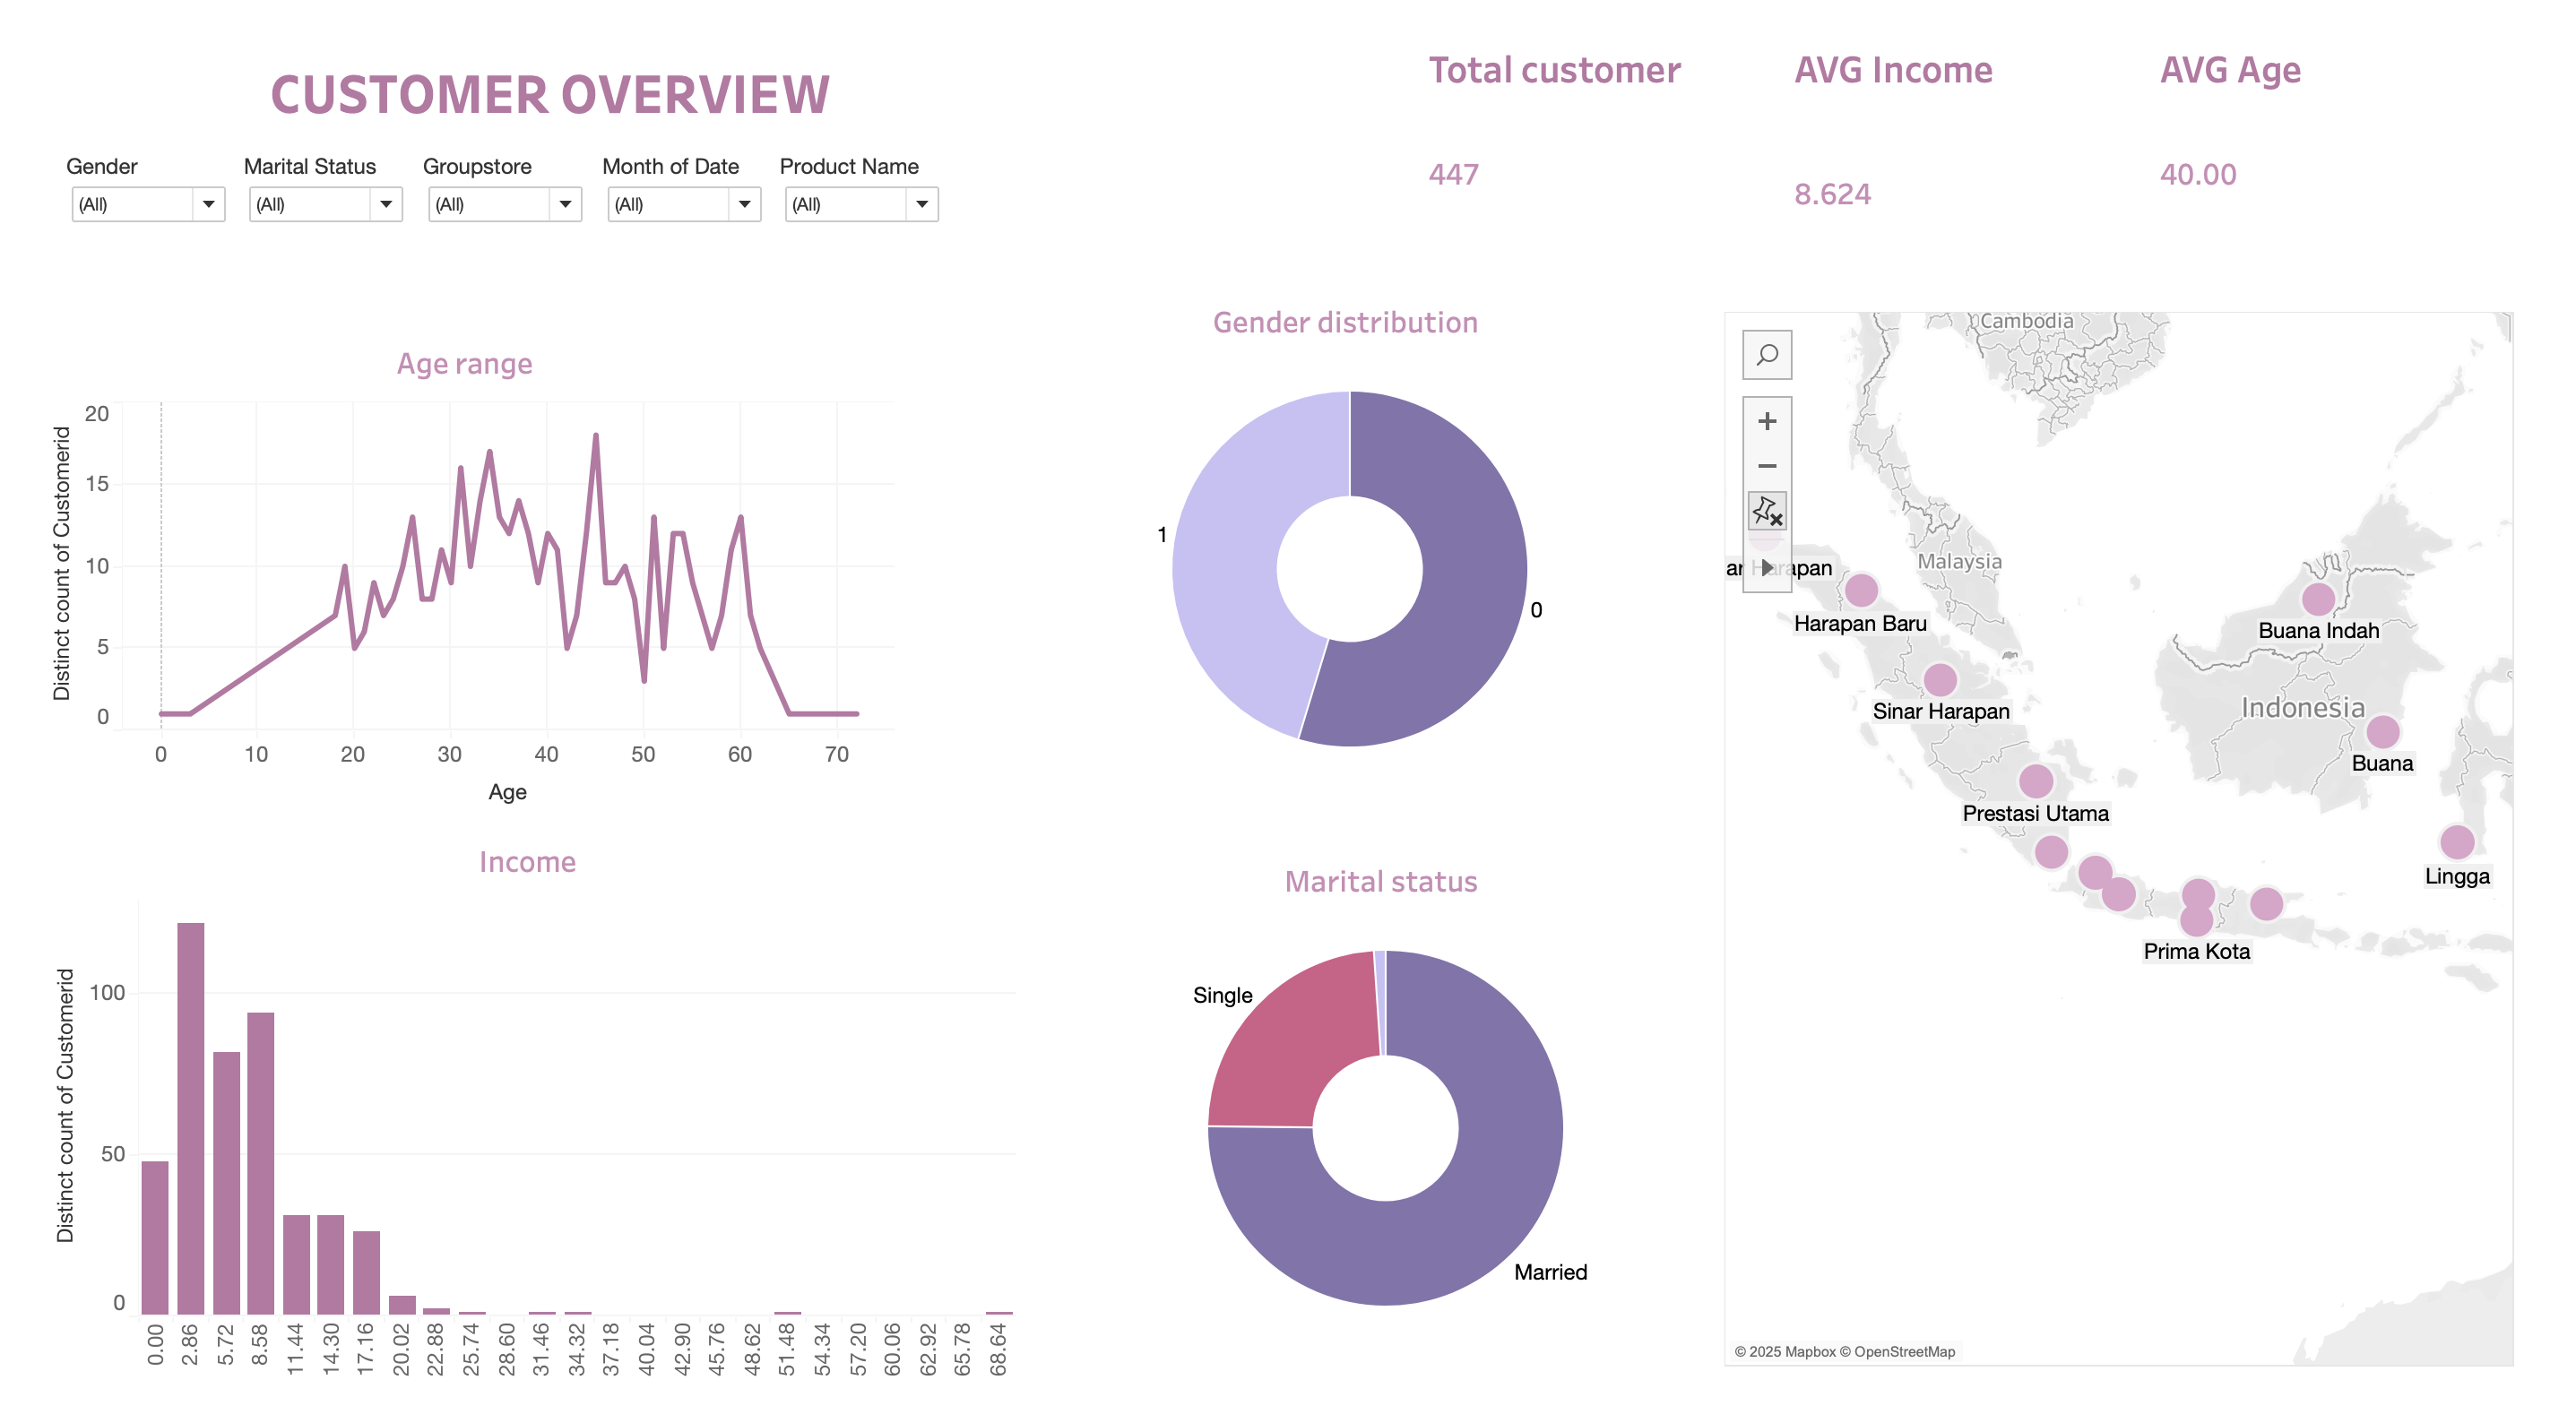 CUSTOMER OVERVIEW
Total customer
AVG Income
AVG Age
447
8.624
40.00
Gender
Marital Status
Groupstore
Month of Date
Product Name
(All)
(All)
(All)
(All)
(All)
Age range
Distinct count of Customerid
20
15
10
5
0
0
10
20
30
40
50
60
70
Age
Income
Distinct count of Customerid
100
50
0
0.00
2.86
5.72
8.58
11.44
14.30
17.16
20.02
22.88
25.74
28.60
31.46
34.32
37.18
40.04
42.90
45.76
48.62
51.48
54.34
57.20
60.06
62.92
65.78
68.64
Gender distribution
1
0
Marital status
Single
Married
Cambodia
Malaysia
Harapan Baru
Buana Indah
Sinar Harapan
Indonesia
Buana
Prestasi Utama
Lingga
Prima Kota
© 2025 Mapbox © OpenStreetMap